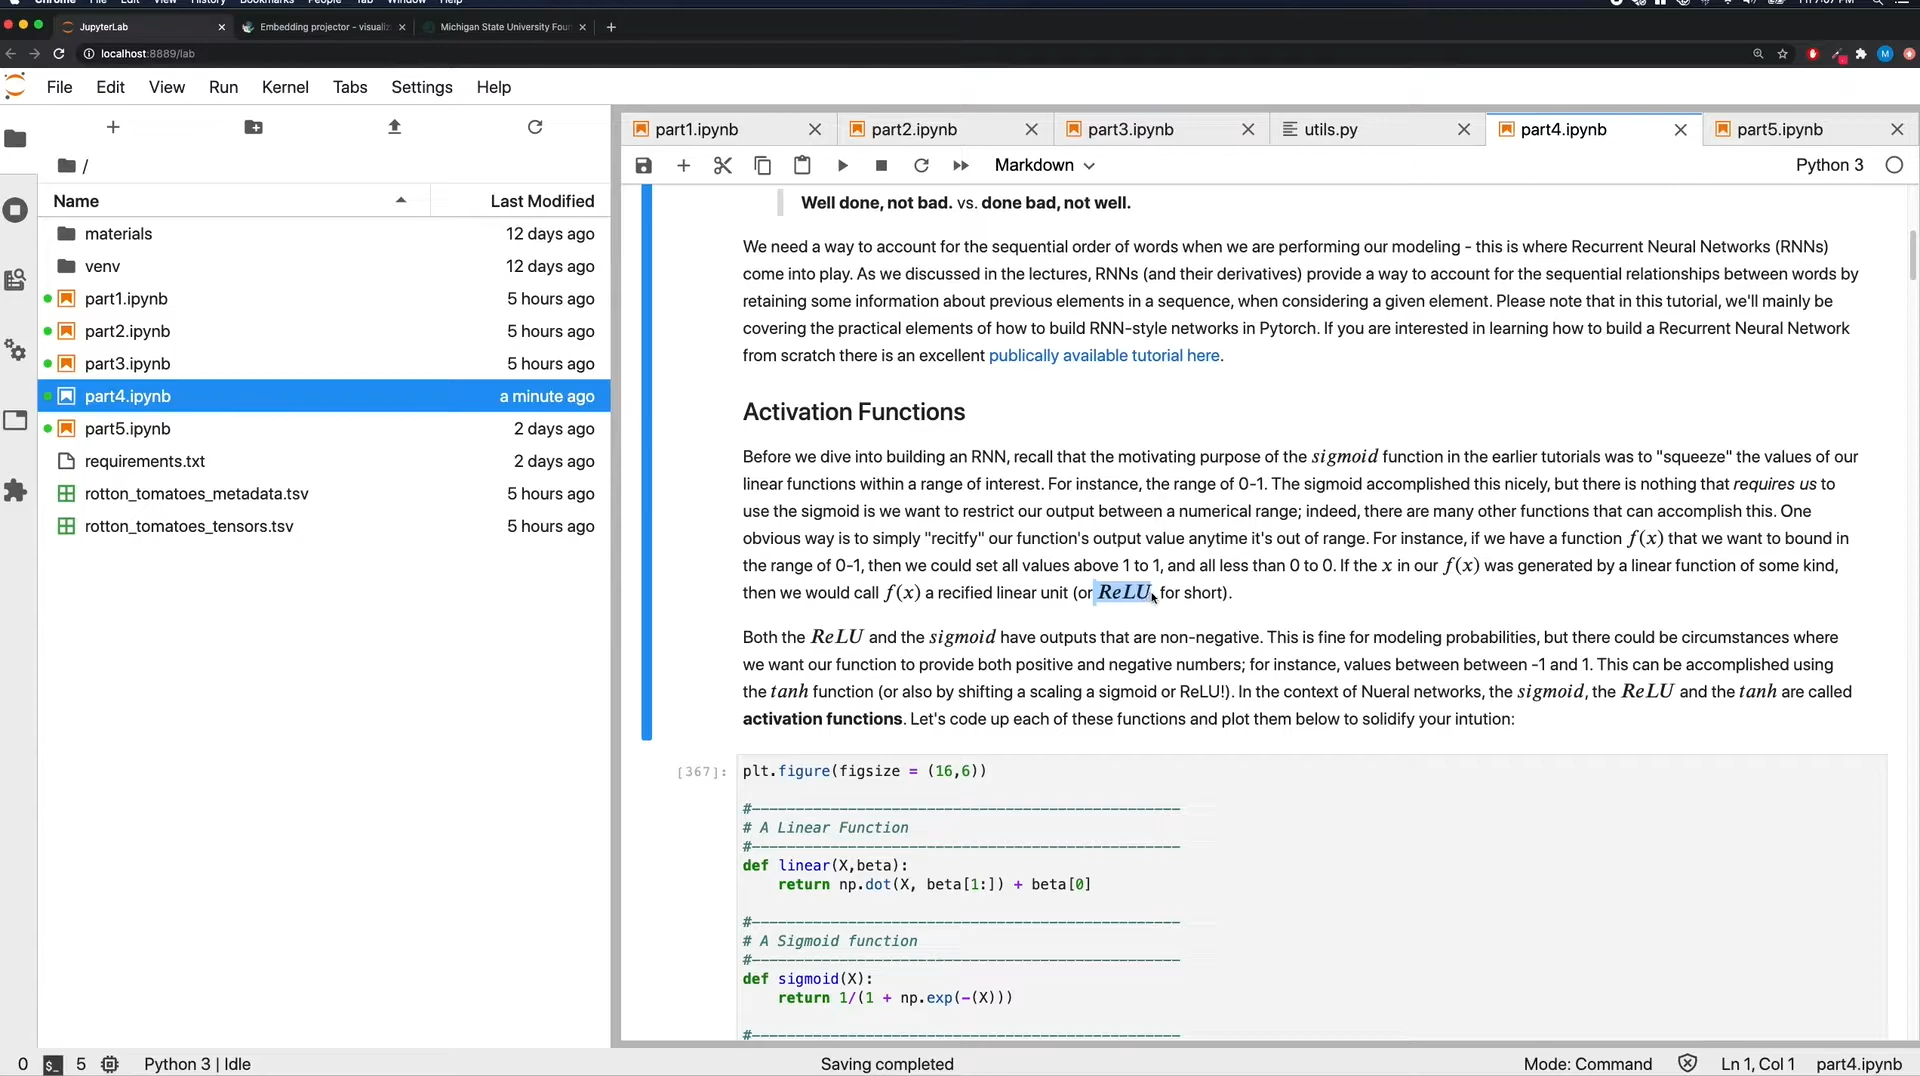 Chrome File Edit View History Bookmarks People Tab Window Help
JupyterLab
Embedding projector - visualiz
Michigan State University Foun
localhost:8889/lab
File Edit View Run Kernel Tabs Settings Help
part1.ipynb
part2.ipynb
part3.ipynb
utils.py
part4.ipynb
part5.ipynb
/
Markdown
Python 3
Name
Last Modified
materials 12 days ago
venv 12 days ago
part1.ipynb 5 hours ago
part2.ipynb 5 hours ago
part3.ipynb 5 hours ago
part4.ipynb a minute ago
part5.ipynb 2 days ago
requirements.txt 2 days ago
rotton_tomatoes_metadata.tsv 5 hours ago
rotton_tomatoes_tensors.tsv 5 hours ago
Well done, not bad. vs. done bad, not well.
We need a way to account for the sequential order of words when we are performing our modeling - this is where Recurrent Neural Networks (RNNs)
come into play. As we discussed in the lectures, RNNs (and their derivatives) provide a way to account for the sequential relationships between words by
retaining some information about previous elements in a sequence, when considering a given element. Please note that in this tutorial, we'll mainly be
covering the practical elements of how to build RNN-style networks in Pytorch. If you are interested in learning how to build a Recurrent Neural Network
from scratch there is an excellent publically available tutorial here.
Activation Functions
Before we dive into building an RNN, recall that the motivating purpose of the sigmoid function in the earlier tutorials was to "squeeze" the values of our
linear functions within a range of interest. For instance, the range of 0-1. The sigmoid accomplished this nicely, but there is nothing that requires us to
use the sigmoid is we want to restrict our output between a numerical range; indeed, there are many other functions that can accomplish this. One
obvious way is to simply "recitfy" our function's output value anytime it's out of range. For instance, if we have a function f(x) that we want to bound in
the range of 0-1, then we could set all values above 1 to 1, and all less than 0 to 0. If the x in our f(x) was generated by a linear function of some kind,
then we would call f(x) a recified linear unit (or ReLU for short).
Both the ReLU and the sigmoid have outputs that are non-negative. This is fine for modeling probabilities, but there could be circumstances where
we want our function to provide both positive and negative numbers; for instance, values between between -1 and 1. This can be accomplished using
the tanh function (or also by shifting a scaling a sigmoid or ReLU!). In the context of Nueral networks, the sigmoid, the ReLU and the tanh are called
activation functions. Let's code up each of these functions and plot them below to solidify your intution:
[367]:
plt.figure(figsize = (16,6))
#-------------------------------------------------
# A Linear Function
#-------------------------------------------------
def linear(X,beta):
return np.dot(X, beta[1:]) + beta[0]
#-------------------------------------------------
# A Sigmoid function
#-------------------------------------------------
def sigmoid(X):
return 1/(1 + np.exp(-(X)))
#-------------------------------------------------
0 5 Python 3 | Idle
Saving completed
Mode: Command
Ln 1, Col 1
part4.ipynb